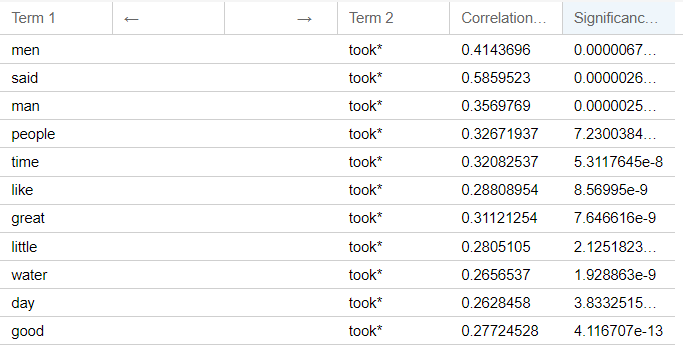 Term 1 ← → Term 2 Correlation... Significanc...
men took* 0.4143696 0.0000067...
said took* 0.5859523 0.0000026...
man took* 0.3569769 0.0000025...
people took* 0.32671937 7.2300384...
time took* 0.32082537 5.3117645e-8
like took* 0.28808954 8.56995e-9
great took* 0.31121254 7.646616e-9
little took* 0.2805105 2.1251823...
water took* 0.2656537 1.928863e-9
day took* 0.2628458 3.8332515...
good took* 0.27724528 4.116707e-13